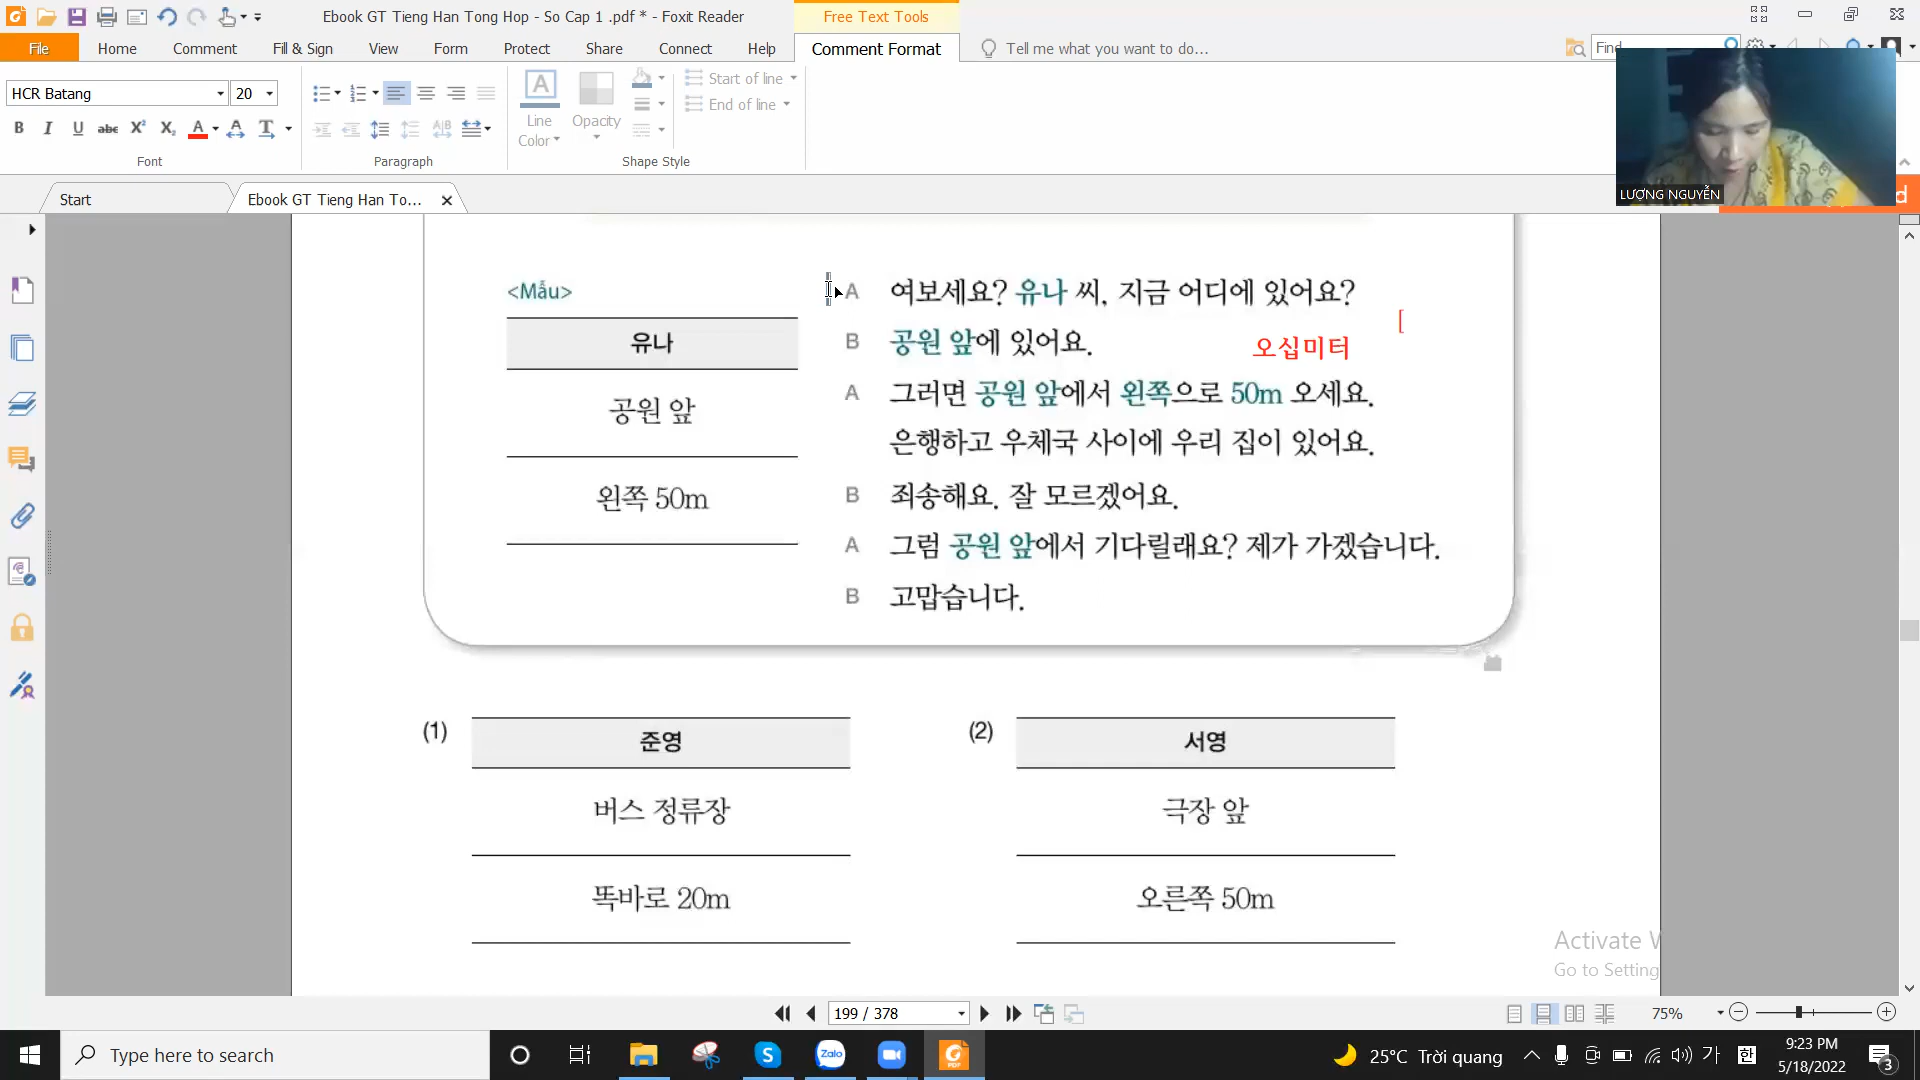 Ebook GT Tieng Han Tong Hop - So Cap 1 .pdf * - Foxit Reader
Free Text Tools
File
Home
Comment
Fill & Sign
View
Form
Protect
Share
Connect
Help
Comment Format
Tell me what you want to do...
Find
HCR Batang
20
Line
Color
Opacity
Start of line
End of line
Font
Paragraph
Shape Style
LƯỢNG NGUYỄN
Start
Ebook GT Tieng Han To...
<Mẫu>
유나
공원 앞
왼쪽 50m
A 여보세요? 유나 씨, 지금 어디에 있어요?
B 공원 앞에 있어요.
오십미터
[
A 그러면 공원 앞에서 왼쪽으로 50m 오세요.
은행하고 우체국 사이에 우리 집이 있어요.
B 죄송해요. 잘 모르겠어요.
A 그럼 공원 앞에서 기다릴래요? 제가 가겠습니다.
B 고맙습니다.
(1) 준영
버스 정류장
똑바로 20m
(2) 서영
극장 앞
오른쪽 50m
Activate W
Go to Setting
199 / 378
75%
Type here to search
Zalo
25°C Trời quang
가
한
9:23 PM
5/18/2022
3